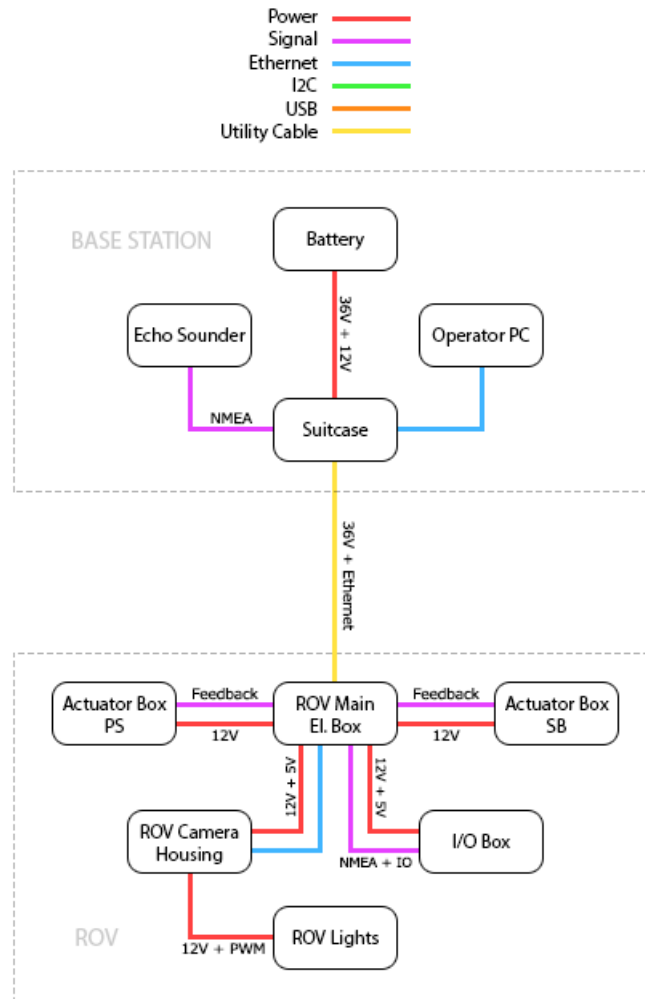 Power
Signal
Ethernet
I2C
USB
Utility Cable
BASE STATION
Battery
36V + 12V
Echo Sounder
Operator PC
NMEA
Suitcase
36V + Ethernet
Actuator Box
PS
Feedback
12V
ROV Main
El. Box
Feedback
12V
Actuator Box
SB
12V + 5V
12V + 5V
ROV Camera
Housing
I/O Box
NMEA + IO
ROV
12V + PWM
ROV Lights